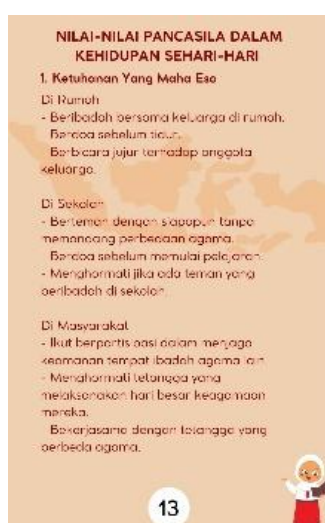 NILAI-NILAI PANCASILA DALAM
KEHIDUPAN SEHARI-HARI
1. Ketuhanan Yang Maha Esa
Di Rumah
- Beribadah bersama keluarga di rumah.
- Berdoa sebelum tidur.
- Berbicara jujur terhadap anggota
keluarga.
Di Sekolah
- Berteman dengan siapapun tanpa
memandang perbedaan agama.
- Berdoa sebelum memulai pelajaran.
- Menghormati jika ada teman yang
beribadah di sekolah.
Di Masyarakat
- Ikut berpartisipasi dalam menjaga
keamanan tempat ibadah agama lain
- Menghormati tetangga yang
melaksanakan hari besar keagamaan
mereka.
- Bekerjasama dengan tetangga yang
berbeda agama.
13